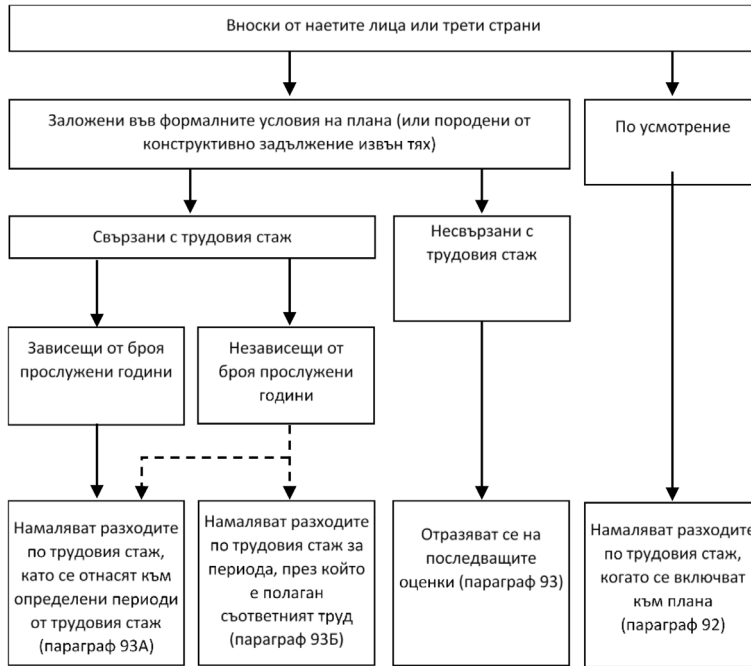 Вноски от наетите лица или трети страни
Заложени във формалните условия на плана (или породени от
конструктивно задължение извън тях)
По усмотрение
Свързани с трудовия стаж
Несвързани с
трудовия стаж
Зависещи от броя
прослужени години
Независещи от
броя прослужени
години
Намаляват разходите
по трудовия стаж,
като се отнасят към
определени периоди
от трудовия стаж
(параграф 93А)
Намаляват разходите
по трудовия стаж за
периода, през който
е полаган
съответният труд
(параграф 93Б)
Отразяват се на
последващите
оценки (параграф 93)
Намаляват разходите
по трудовия стаж,
когато се включват
към плана
(параграф 92)